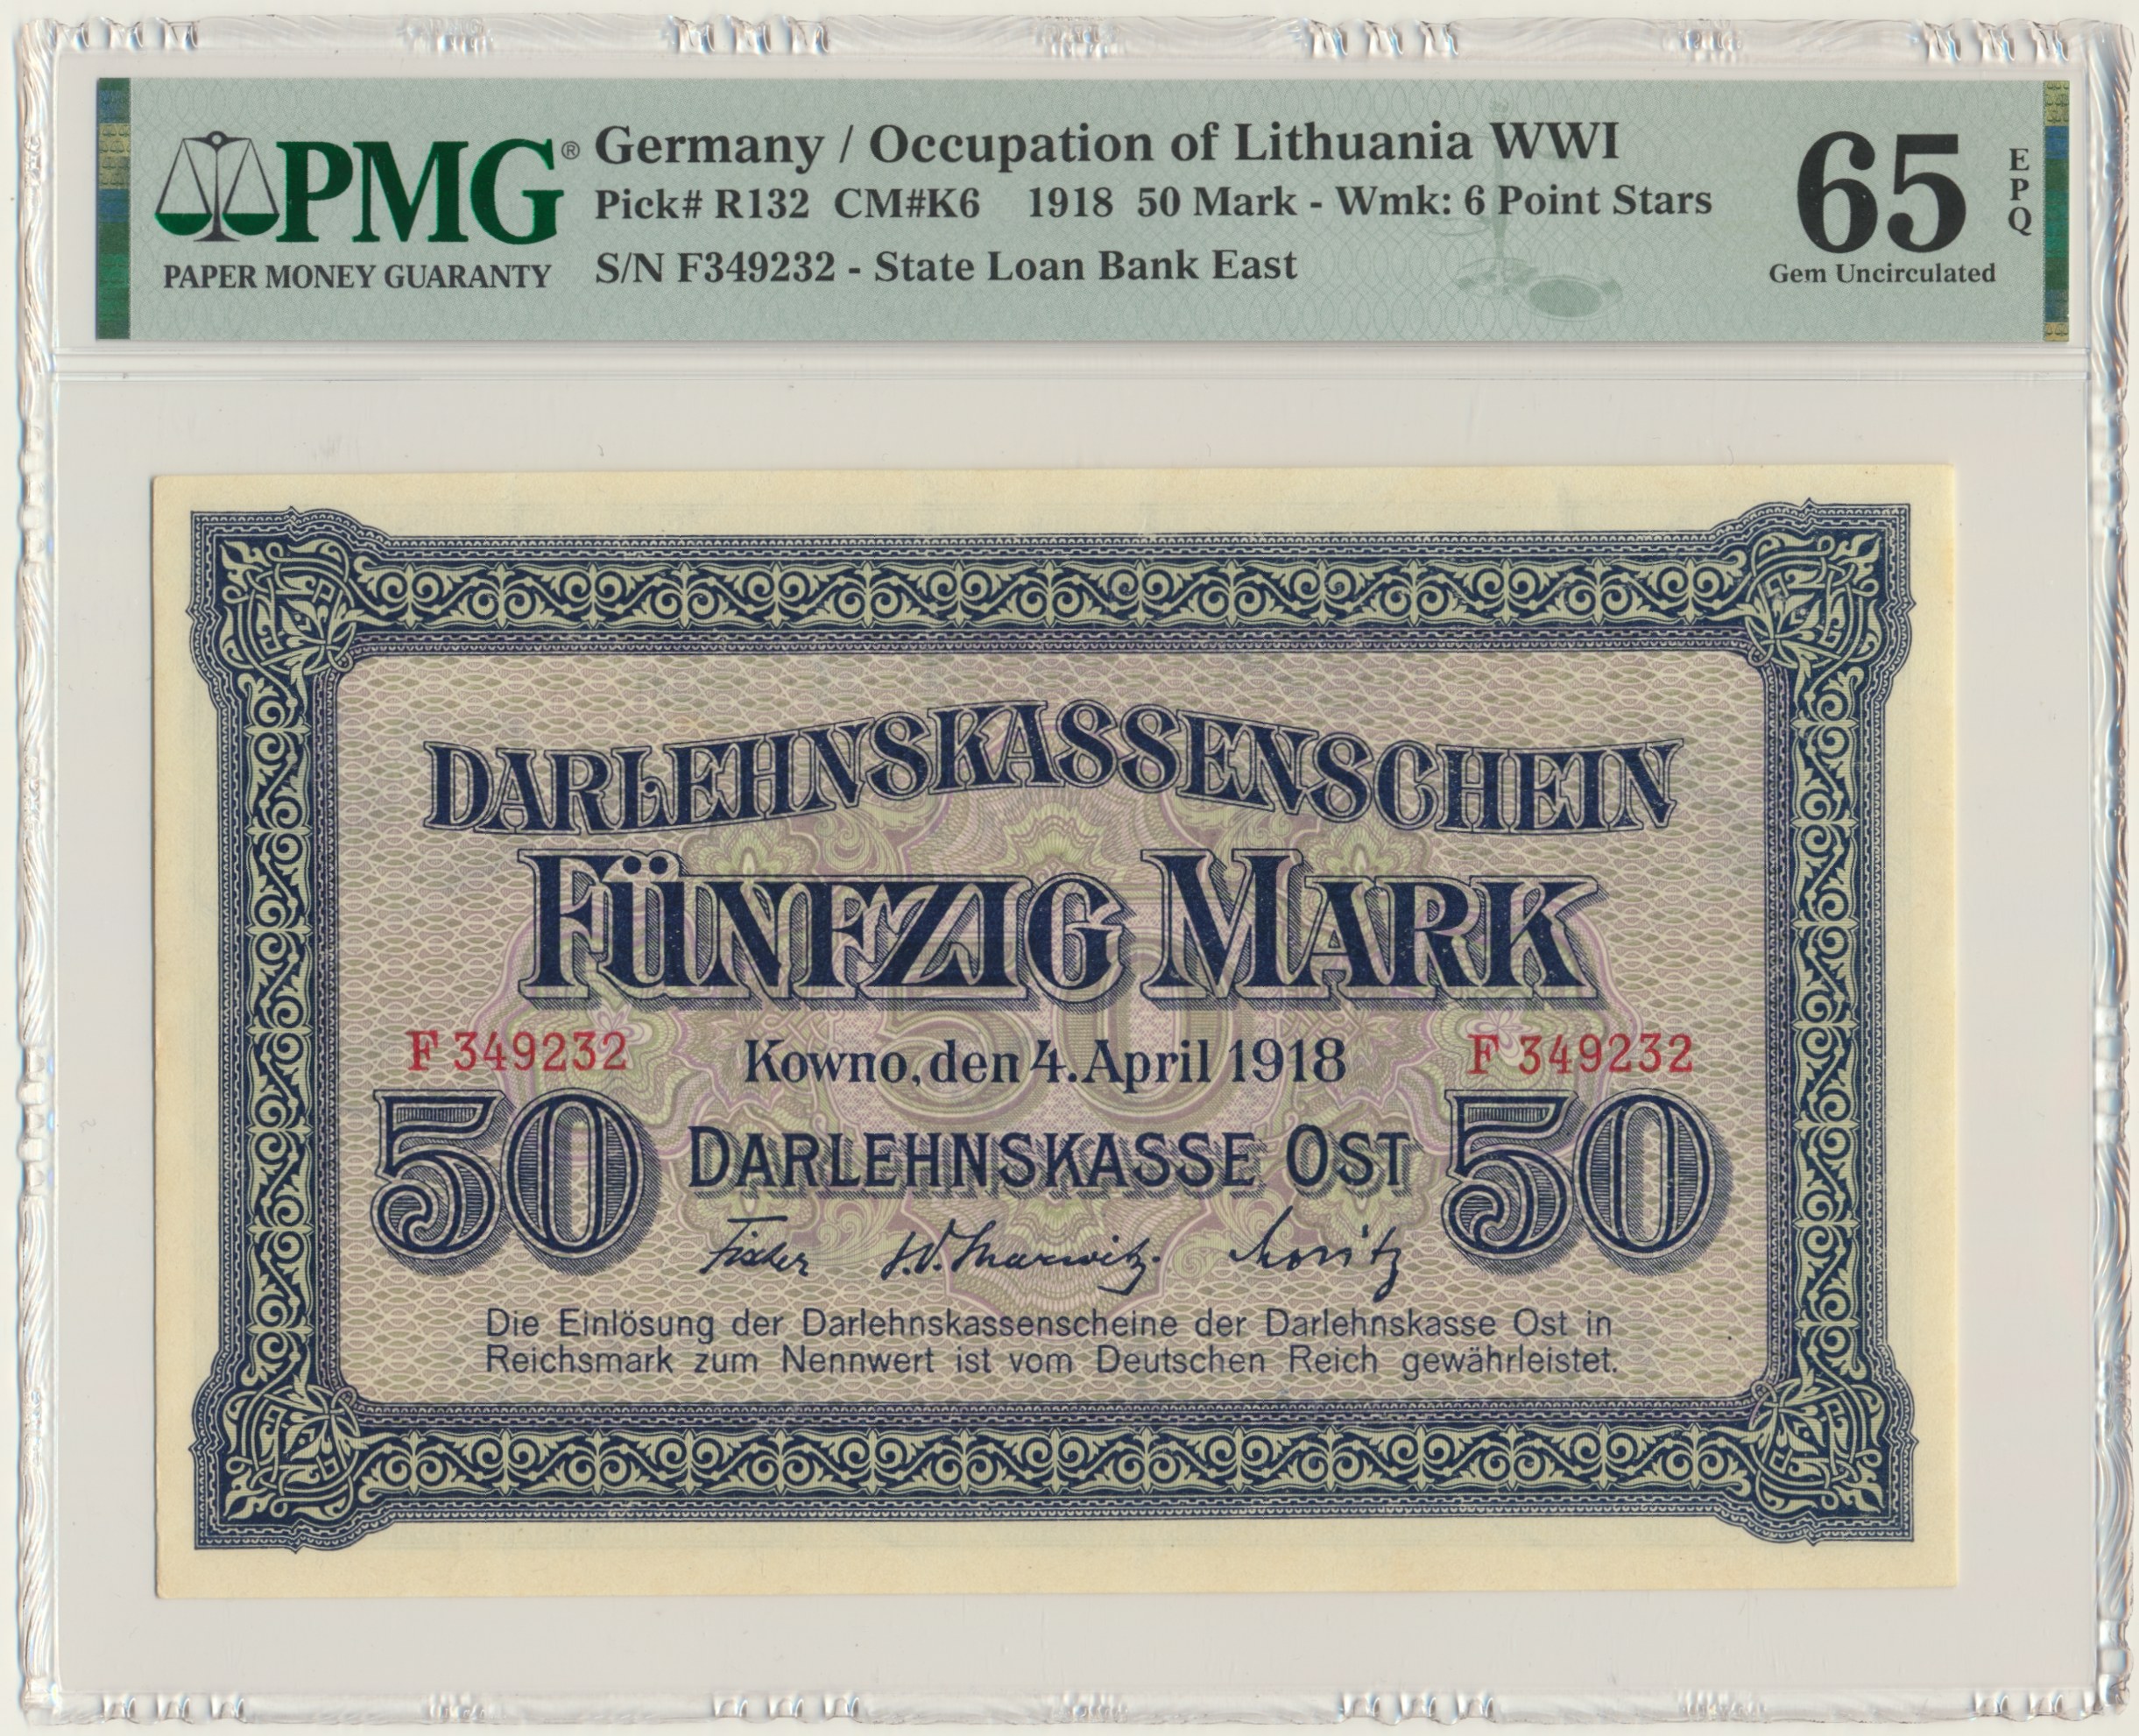 PMG®
PAPER MONEY GUARANTY
Germany / Occupation of Lithuania WWI
Pick# R132 CM#K6 1918 50 Mark - Wmk: 6 Point Stars
S/N F349232 - State Loan Bank East
65
EPQ
Gem Uncirculated
DARLEHNSKASSENSCHEIN
FÜNFZIG MARK
F 349232
F 349232
Kowno, den 4. April 1918
50
50
DARLEHNSKASSE OST
Fischer
Moritz
Die Einlösung der Darlehnskassenscheine der Darlehnskasse Ost in
Reichsmark zum Nennwert ist vom Deutschen Reich gewährleistet.